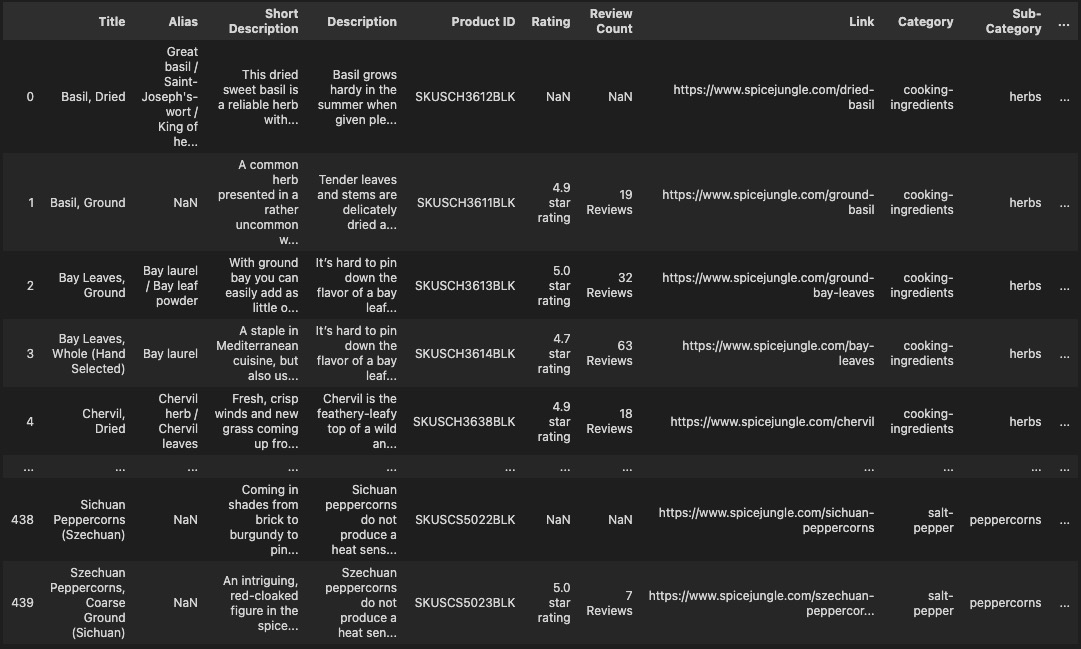 Title Alias Short Description Description Product ID Rating Review Count Link Category Sub-Category ...
0 Basil, Dried Great basil / Saint-Joseph's-wort / King of he... This dried sweet basil is a reliable herb with... Basil grows hardy in the summer when given ple... SKUSCH3612BLK NaN NaN https://www.spicejungle.com/dried-basil cooking-ingredients herbs ...
1 Basil, Ground NaN A common herb presented in a rather uncommon w... Tender leaves and stems are delicately dried a... SKUSCH3611BLK 4.9 star rating 19 Reviews https://www.spicejungle.com/ground-basil cooking-ingredients herbs ...
2 Bay Leaves, Ground Bay laurel / Bay leaf powder With ground bay you can easily add as little o... It’s hard to pin down the flavor of a bay leaf... SKUSCH3613BLK 5.0 star rating 32 Reviews https://www.spicejungle.com/ground-bay-leaves cooking-ingredients herbs ...
3 Bay Leaves, Whole (Hand Selected) Bay laurel A staple in Mediterranean cuisine, but also us... It’s hard to pin down the flavor of a bay leaf... SKUSCH3614BLK 4.7 star rating 63 Reviews https://www.spicejungle.com/bay-leaves cooking-ingredients herbs ...
4 Chervil, Dried Chervil herb / Chervil leaves Fresh, crisp winds and new grass coming up fro... Chervil is the feathery-leafy top of a wild an... SKUSCH3638BLK 4.9 star rating 18 Reviews https://www.spicejungle.com/chervil cooking-ingredients herbs ...
... ... ... ... ... ... ... ... ... ... ... ...
438 Sichuan Peppercorns (Szechuan) NaN Coming in shades from brick to burgundy to pin... Sichuan peppercorns do not produce a heat sens... SKUSCS5022BLK NaN NaN https://www.spicejungle.com/sichuan-peppercorns salt-pepper peppercorns ...
439 Szechuan Peppercorns, Coarse Ground (Sichuan) NaN An intriguing, red-cloaked figure in the spice... Szechuan peppercorns do not produce a heat sen... SKUSCS5023BLK 5.0 star rating 7 Reviews https://www.spicejungle.com/szechuan-peppercor... salt-pepper peppercorns ...